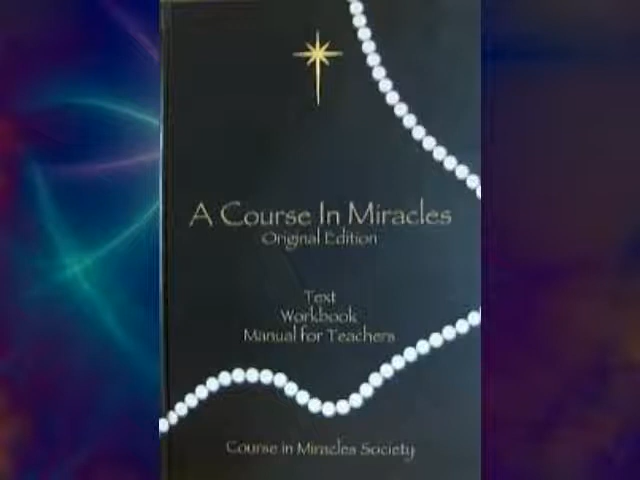 A Course In Miracles
Original Edition
Text
Workbook
Manual for Teachers
Course in Miracles Society